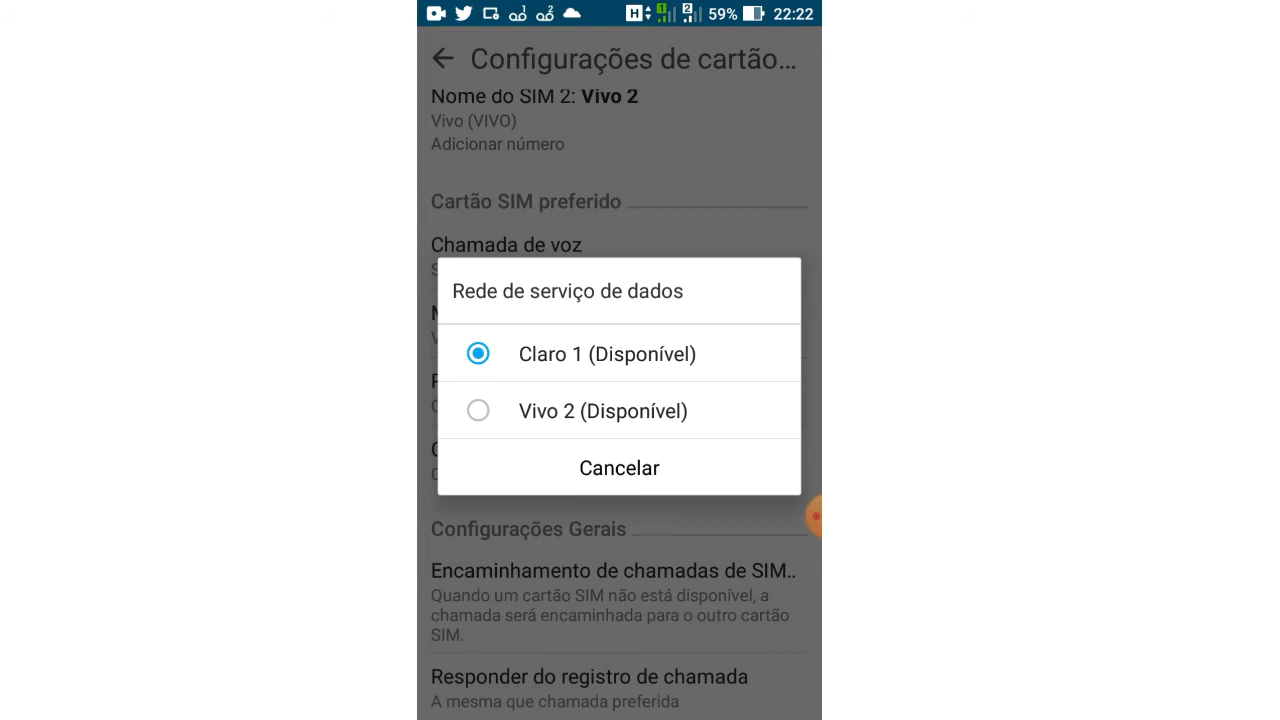 H 1 2 59% 22:22
Configurações de cartão...
Nome do SIM 2: Vivo 2
Vivo (VIVO)
Adicionar número
Cartão SIM preferido
Chamada de voz
Rede de serviço de dados
Claro 1 (Disponível)
Vivo 2 (Disponível)
Cancelar
Configurações Gerais
Encaminhamento de chamadas de SIM..
Quando um cartão SIM não está disponível, a
chamada será encaminhada para o outro cartão
SIM.
Responder do registro de chamada
A mesma que chamada preferida